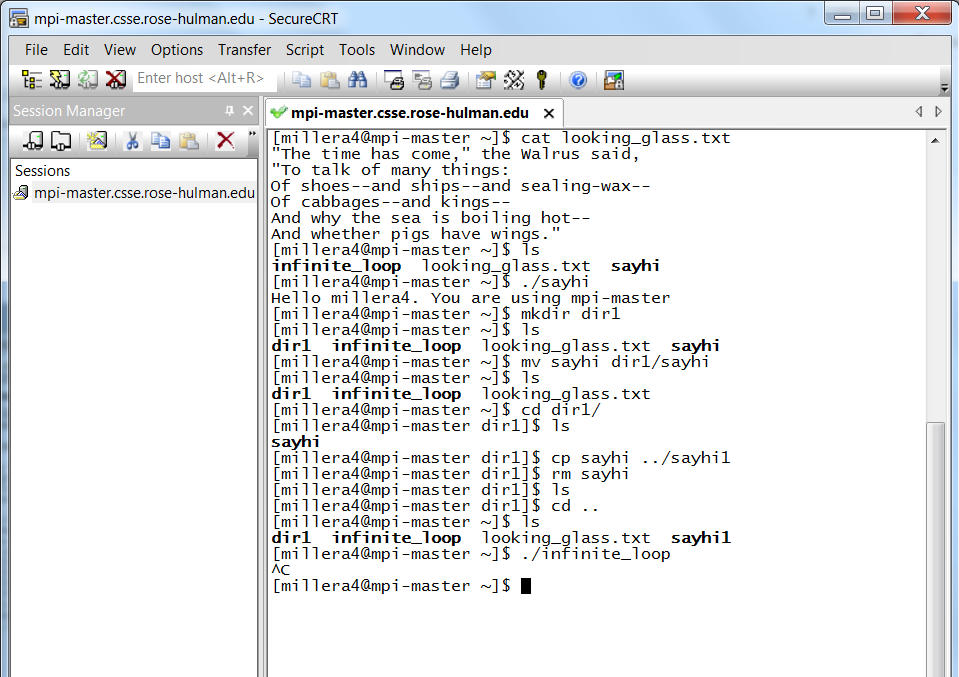 mpi-master.csse.rose-hulman.edu - SecureCRT
File Edit View Options Transfer Script Tools Window Help
Enter host <Alt+R>
Session Manager
mpi-master.csse.rose-hulman.edu
Sessions
mpi-master.csse.rose-hulman.edu
[millera4@mpi-master ~]$ cat looking_glass.txt
"The time has come," the Walrus said,
"To talk of many things:
Of shoes--and ships--and sealing-wax--
Of cabbages--and kings--
And why the sea is boiling hot--
And whether pigs have wings."
[millera4@mpi-master ~]$ ls
infinite_loop  looking_glass.txt  sayhi
[millera4@mpi-master ~]$ ./sayhi
Hello millera4. You are using mpi-master
[millera4@mpi-master ~]$ mkdir dir1
[millera4@mpi-master ~]$ ls
dir1  infinite_loop  looking_glass.txt  sayhi
[millera4@mpi-master ~]$ mv sayhi dir1/sayhi
[millera4@mpi-master ~]$ ls
dir1  infinite_loop  looking_glass.txt
[millera4@mpi-master ~]$ cd dir1/
[millera4@mpi-master dir1]$ ls
sayhi
[millera4@mpi-master dir1]$ cp sayhi ../sayhi1
[millera4@mpi-master dir1]$ rm sayhi
[millera4@mpi-master dir1]$ ls
[millera4@mpi-master dir1]$ cd ..
[millera4@mpi-master ~]$ ls
dir1  infinite_loop  looking_glass.txt  sayhi1
[millera4@mpi-master ~]$ ./infinite_loop
^C
[millera4@mpi-master ~]$